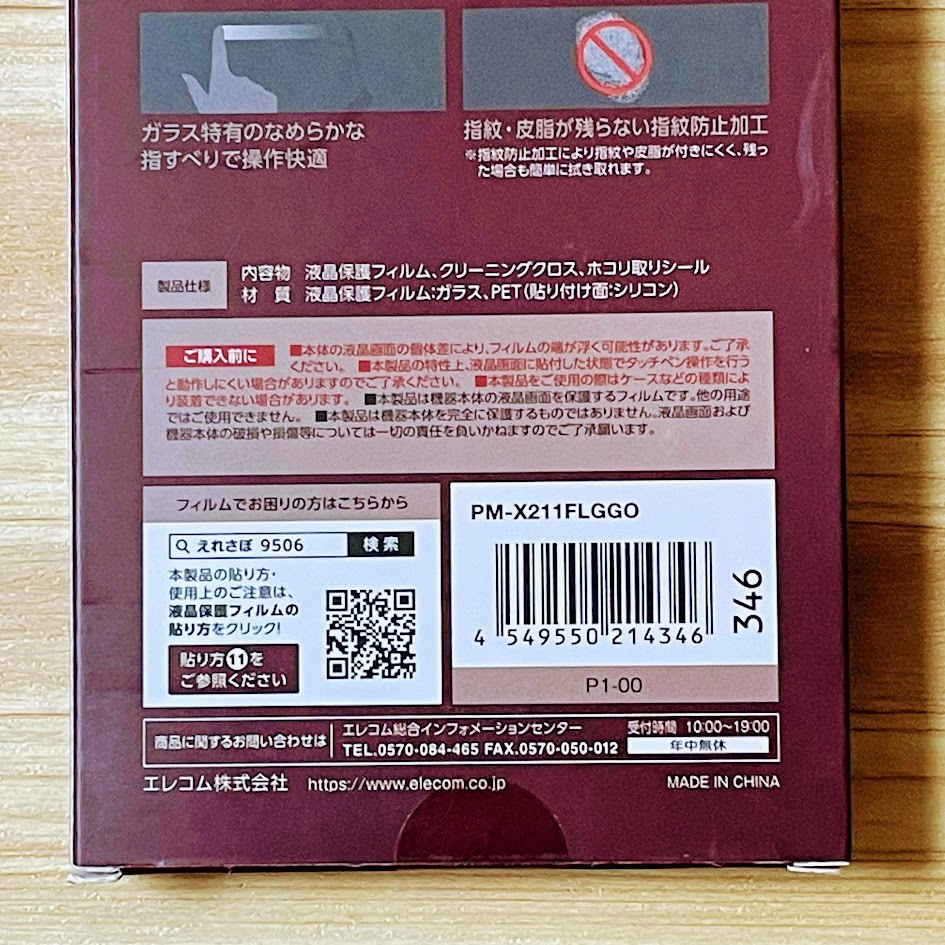 ガラス特有のなめらかな
指すべりで操作快適
指紋・皮脂が残らない指紋防止加工
※指紋防止加工により指紋や皮脂が付きにくく、残っ
た場合も簡単に拭き取れます。
製品仕様
内容物 液晶保護フィルム、クリーニングクロス、ホコリ取りシール
材 質 液晶保護フィルム:ガラス、PET(貼り付け面:シリコン)
ご購入前に ■本体の液晶画面の個体差により、フィルムの端が浮く可能性があります。ご了承
ください。 ■本製品の特性上、液晶画面に貼付した状態でタッチペン操作を行う
と動作しにくい場合がありますのでご了承ください。 ■本製品をご使用の際はケースなどの種類によ
り装着できない場合があります。 ■本製品は機器本体の液晶画面を保護するフィルムです。他の用途
ではご使用できません。 ■本製品は機器本体を完全に保護するものではありません。液晶画面および
機器本体の破損や損傷等については一切の責任を負いかねますのでご了承願います。
フィルムでお困りの方はこちらから
えれさぽ 9506 検索
本製品の貼り方・
使用上のご注意は、
液晶保護フィルムの
貼り方をクリック!
貼り方⓫を
ご参照ください
PM-X211FLGGO
4 549550 214346
346
P1-00
商品に関するお問い合わせは
エレコム総合インフォメーションセンター
TEL.0570-084-465 FAX.0570-050-012
受付時間 10:00〜19:00
年中無休
エレコム株式会社 https://www.elecom.co.jp
MADE IN CHINA